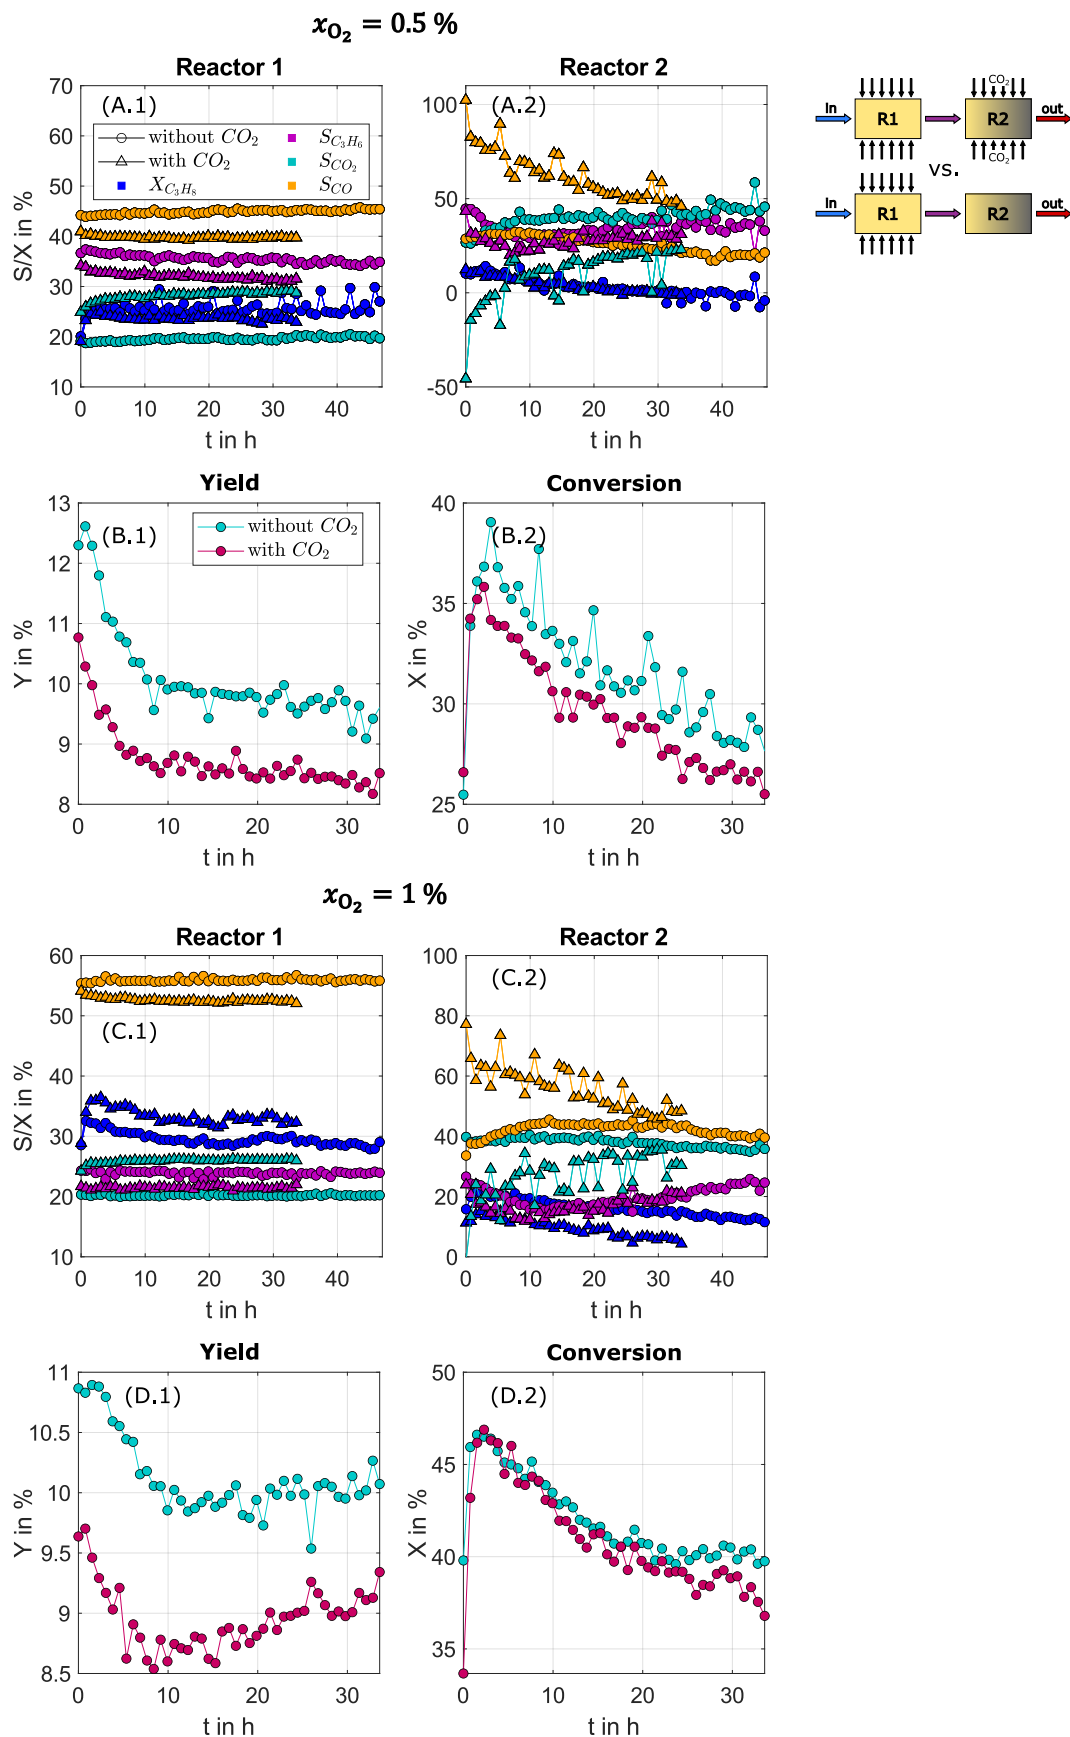 x_O₂ = 0.5 %
Reactor 1
Reactor 2
(A.1)
(A.2)
without CO₂
with CO₂
X_C₃H₈
S_C₃H₆
S_CO₂
S_CO
S/X in %
70
60
50
40
30
20
10
0
10
20
30
40
t in h
100
50
0
-50
0
10
20
30
40
t in h
In
R1
CO₂
R2
CO₂
out
vs.
In
R1
R2
out
Yield
Conversion
(B.1)
(B.2)
without CO₂
with CO₂
Y in %
13
12
11
10
9
8
0
10
20
30
t in h
X in %
40
35
30
25
0
10
20
30
t in h
x_O₂ = 1 %
Reactor 1
Reactor 2
(C.1)
(C.2)
S/X in %
60
50
40
30
20
10
0
10
20
30
40
t in h
100
80
60
40
20
0
0
10
20
30
40
t in h
Yield
Conversion
(D.1)
(D.2)
Y in %
11
10.5
10
9.5
9
8.5
0
10
20
30
t in h
X in %
50
45
40
35
0
10
20
30
t in h